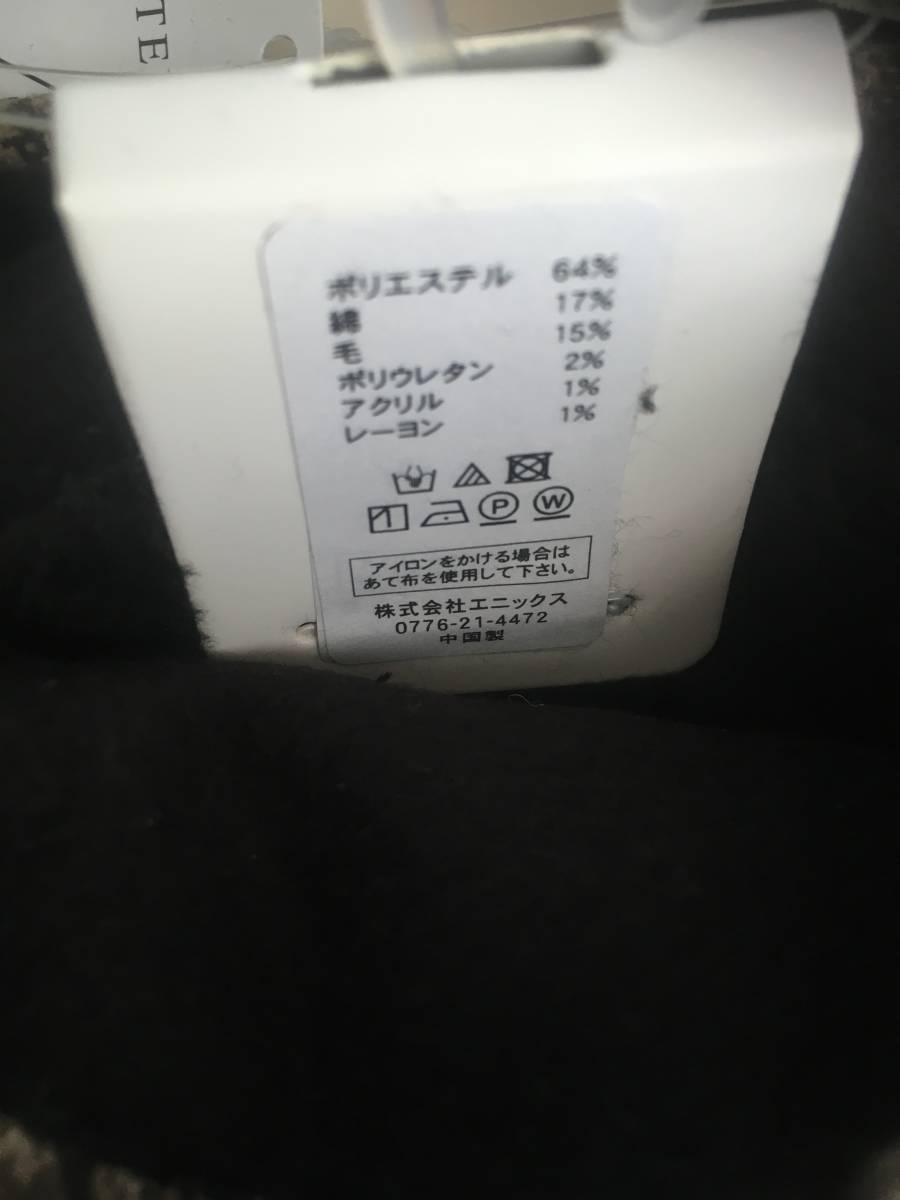 TE
ポリエステル 64%
綿 17%
毛 15%
ポリウレタン 2%
アクリル 1%
レーヨン 1%
P W
アイロンをかける場合は
あて布を使用して下さい。
株式会社エニックス
0776-21-4472
中国製